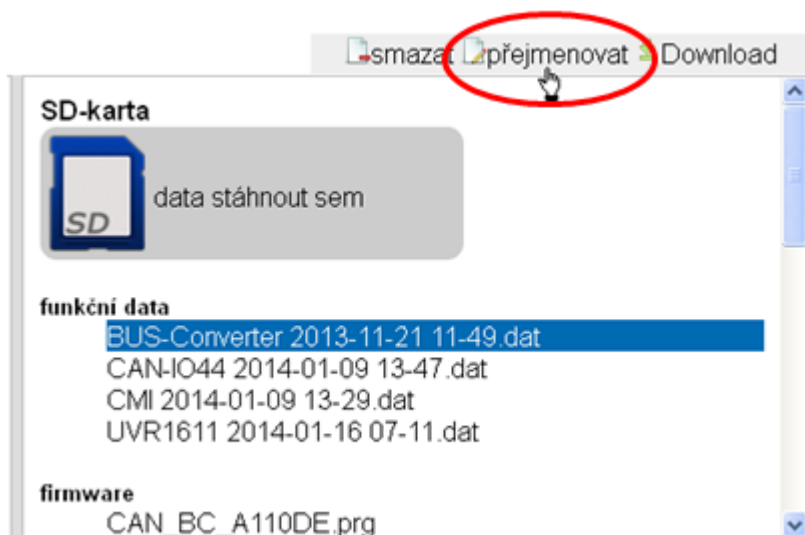 smazat přejmenovat Download
SD-karta
SD
data stáhnout sem
funkční data
BUS-Converter 2013-11-21 11-49.dat
CAN-IO44 2014-01-09 13-47.dat
CMI 2014-01-09 13-29.dat
UVR1611 2014-01-16 07-11.dat
firmware
CAN_BC_A110DE.prg